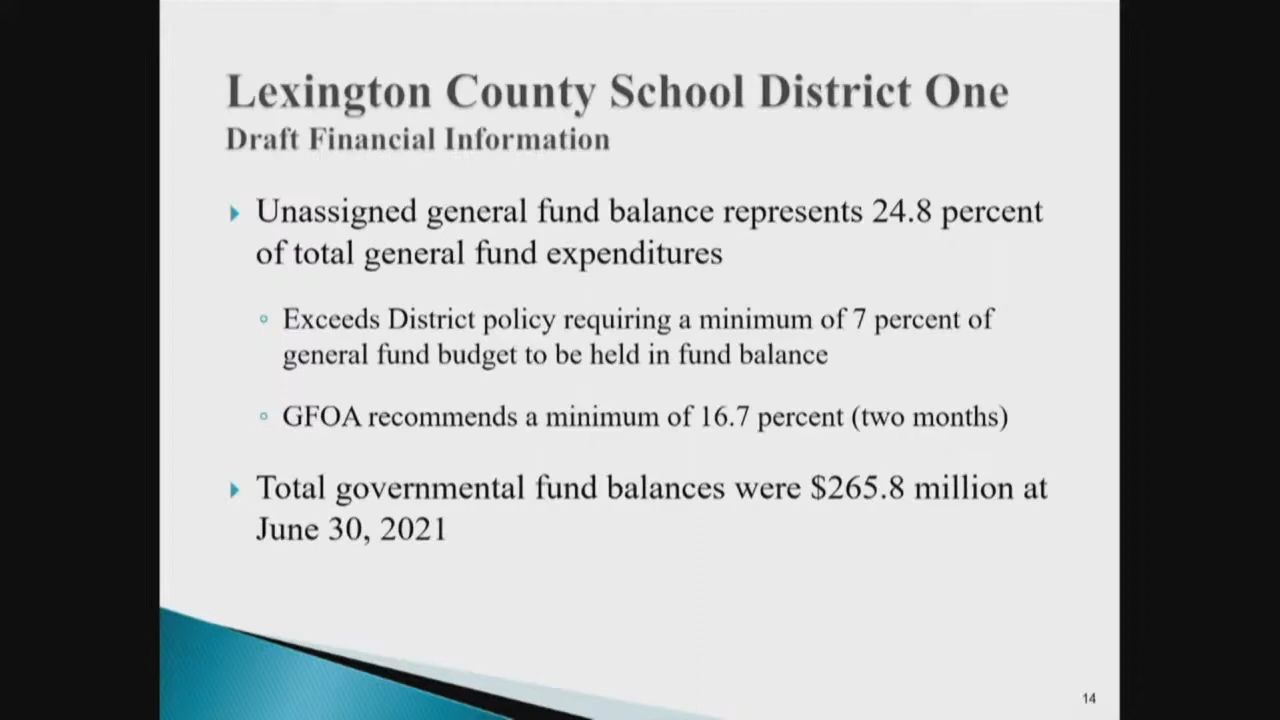 Lexington County School District One
Draft Financial Information
Unassigned general fund balance represents 24.8 percent
of total general fund expenditures
Exceeds District policy requiring a minimum of 7 percent of
general fund budget to be held in fund balance
GFOA recommends a minimum of 16.7 percent (two months)
Total governmental fund balances were $265.8 million at
June 30, 2021
14